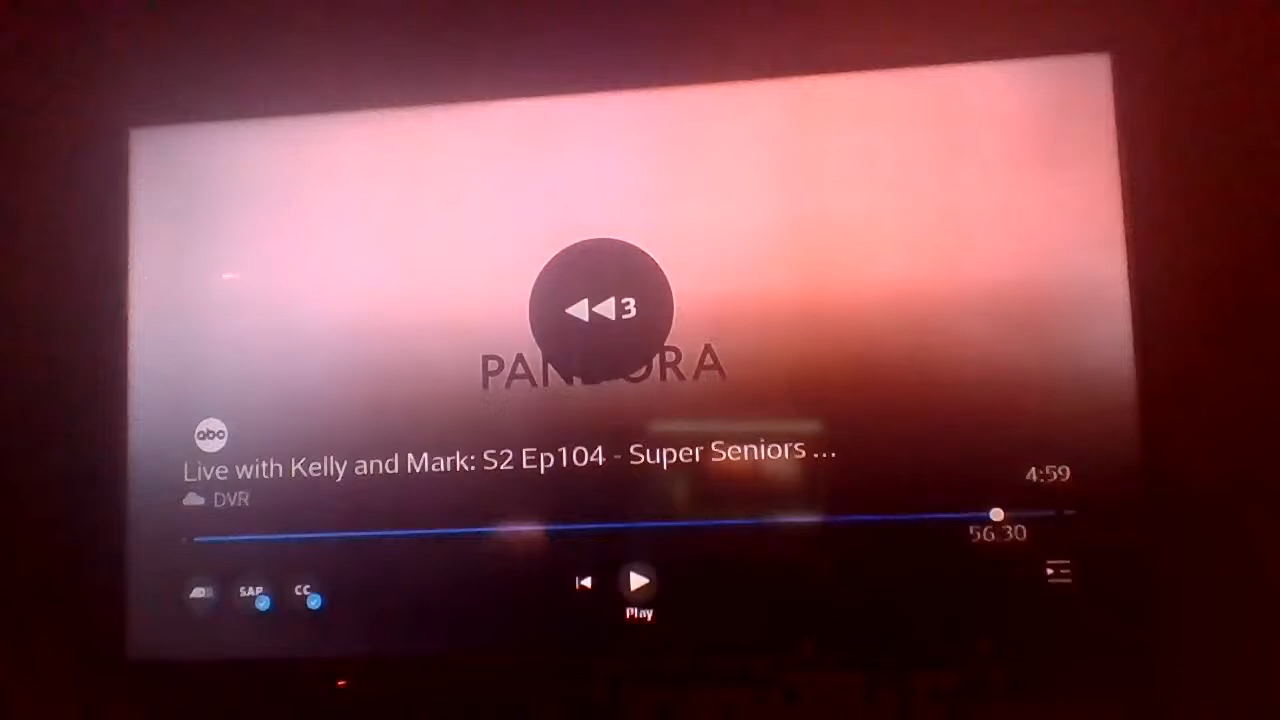 3
PANDORA
abc
Live with Kelly and Mark: S2 Ep104 - Super Seniors ...
4:59
DVR
56:30
SAP
CC
Play